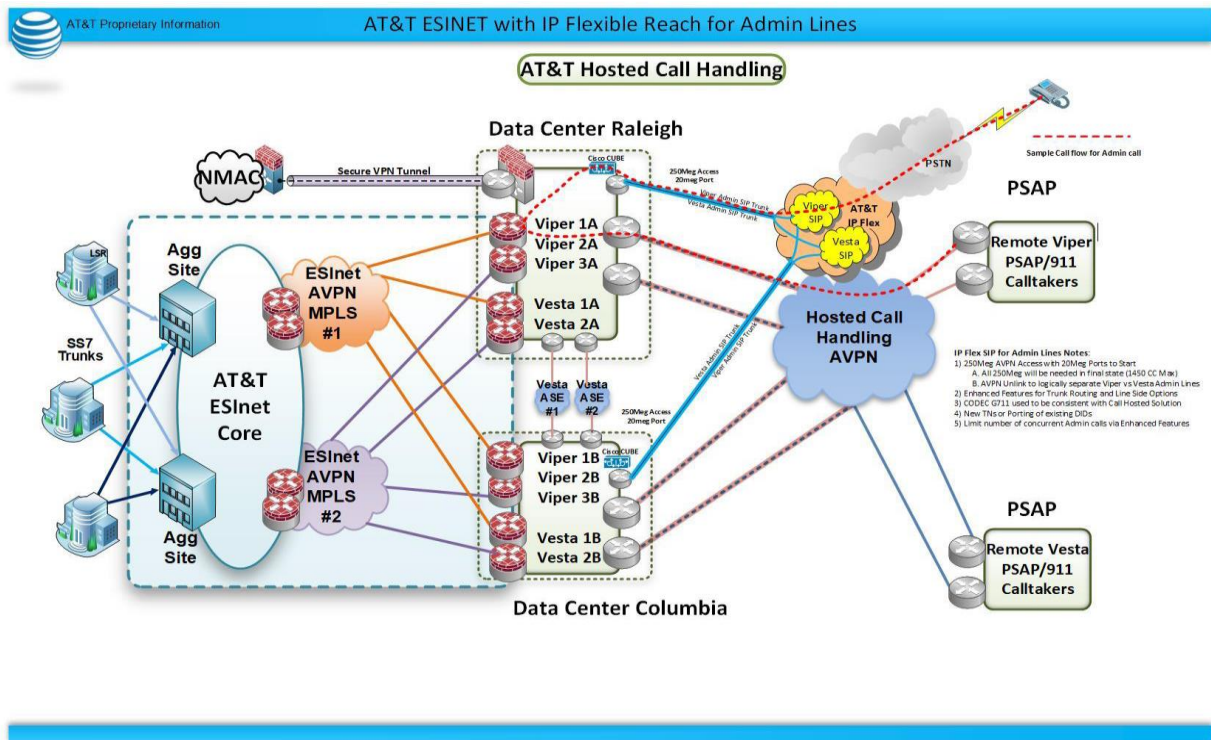 AT&T Proprietary Information
AT&T ESINET with IP Flexible Reach for Admin Lines
AT&T Hosted Call Handling
Data Center Raleigh
NMAC
Secure VPN Tunnel
Cisco CUBE
250Meg Access
20meg Port
Viper Admin SIP Trunk
Vesta Admin SIP Trunk
PSTN
Sample Call flow for Admin call
Viper
SIP
AT&T
IP Flex
Vesta
SIP
PSAP
Remote Viper
PSAP/911
Calltakers
LSR
Agg
Site
SS7
Trunks
AT&T
ESInet
Core
Agg
Site
ESInet
AVPN
MPLS
#1
ESInet
AVPN
MPLS
#2
Viper 1A
Viper 2A
Viper 3A
Vesta 1A
Vesta 2A
Vesta
ASE
#1
Vesta
ASE
#2
Vesta Admin SIP Trunk
Viper Admin SIP Trunk
250Meg Access
20meg Port
Hosted Call
Handling
AVPN
IP Flex SIP for Admin Lines Notes:
1) 250Meg AVPN Access with 20Meg Ports to Start
A. All 250Meg will be needed in final state (1450 CC Max)
B. AVPN Unlink to logically separate Viper vs Vesta Admin Lines
2) Enhanced Features for Trunk Routing and Line Side Options
3) CODEC G711 used to be consistent with Call Hosted Solution
4) New TNs or Porting of existing DIDs
5) Limit number of concurrent Admin calls via Enhanced Features
Viper 1B
Viper 2B
Viper 3B
Cisco CUBE
Vesta 1B
Vesta 2B
Data Center Columbia
PSAP
Remote Vesta
PSAP/911
Calltakers